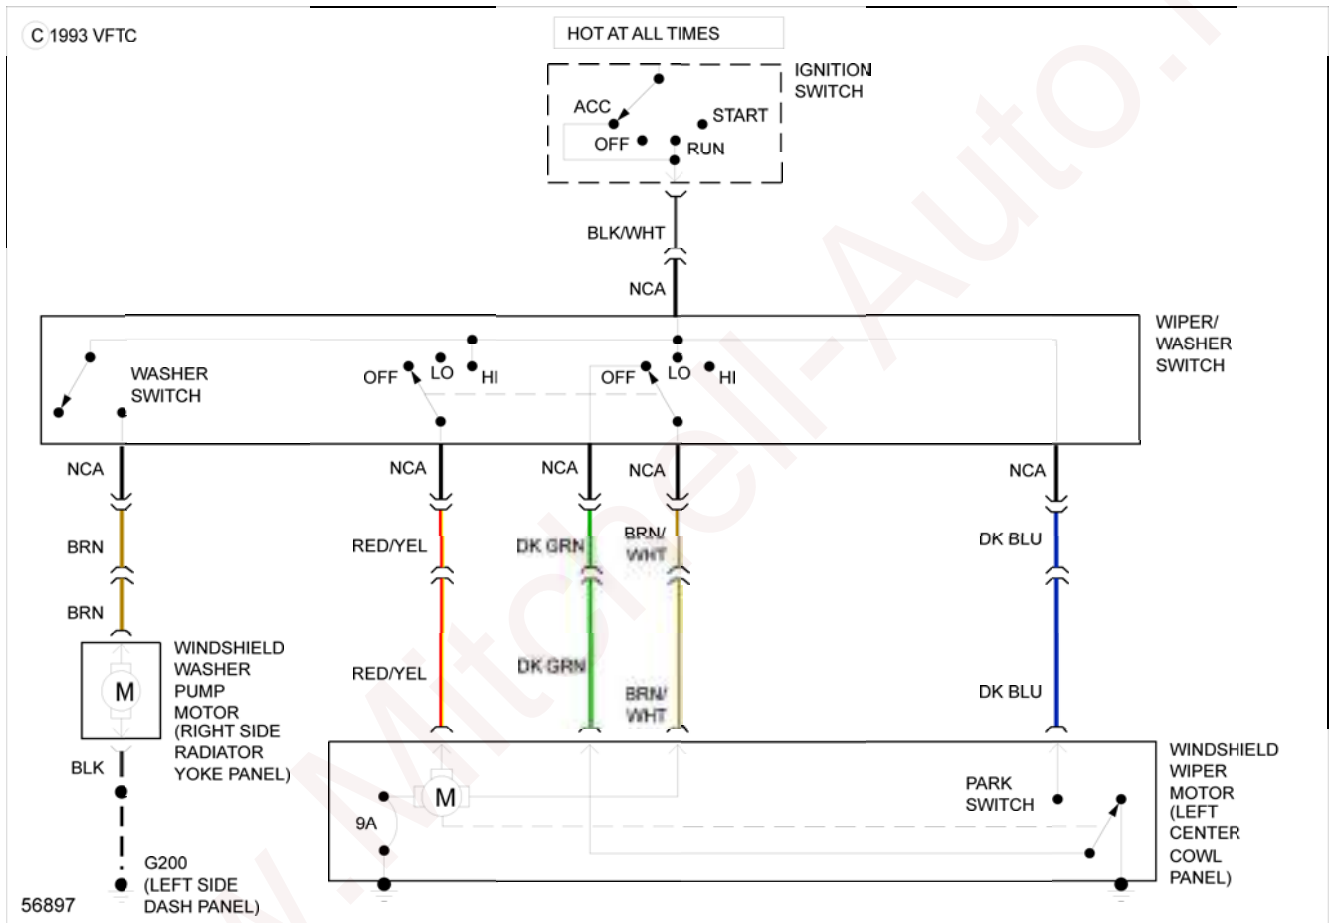 C 1993 VFTC
HOT AT ALL TIMES
IGNITION
SWITCH
ACC
START
OFF
RUN
BLK/WHT
NCA
WIPER/
WASHER
SWITCH
WASHER
SWITCH
OFF
LO
HI
OFF
LO
HI
NCA
NCA
NCA
NCA
NCA
BRN
RED/YEL
DK GRN
BRN/
WHT
DK BLU
BRN
RED/YEL
DK GRN
BRN/
WHT
DK BLU
WINDSHIELD
WASHER
PUMP
MOTOR
(RIGHT SIDE
RADIATOR
YOKE PANEL)
M
BLK
G200
(LEFT SIDE
DASH PANEL)
M
9A
PARK
SWITCH
WINDSHIELD
WIPER
MOTOR
(LEFT
CENTER
COWL
PANEL)
56897
w.Mitchell-Auto.